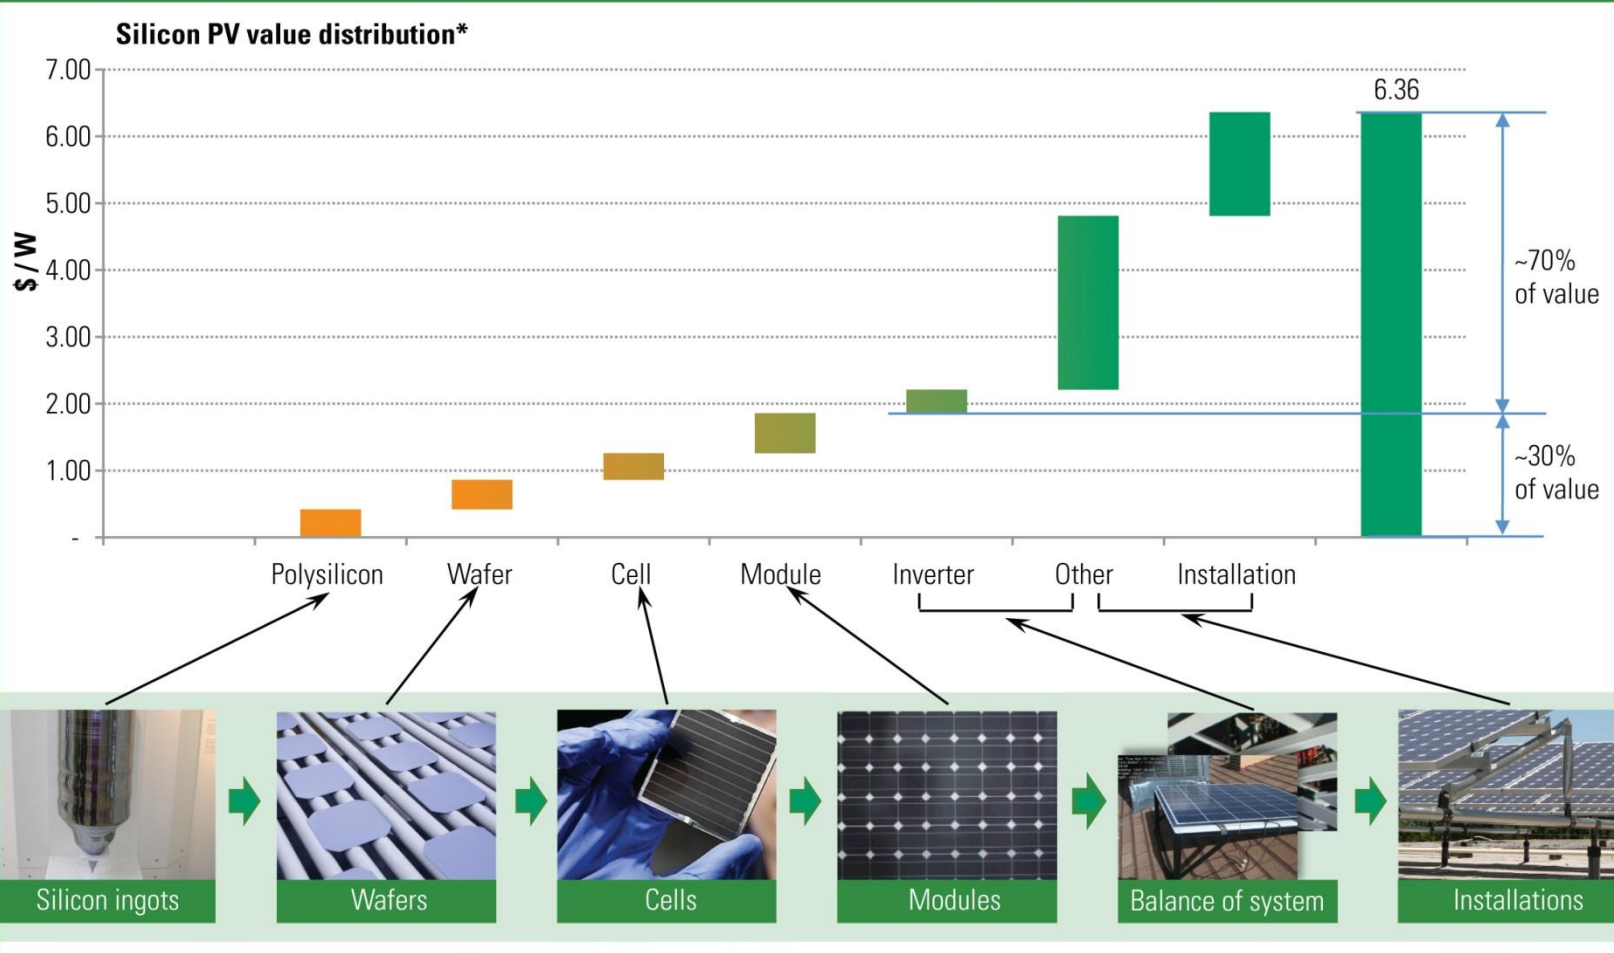 Silicon PV value distribution*
7.00
6.36
6.00
5.00
$/W
4.00
~70%
of value
3.00
2.00
1.00
~30%
of value
-
Polysilicon Wafer Cell Module Inverter Other Installation
Silicon ingots Wafers Cells Modules Balance of system Installations